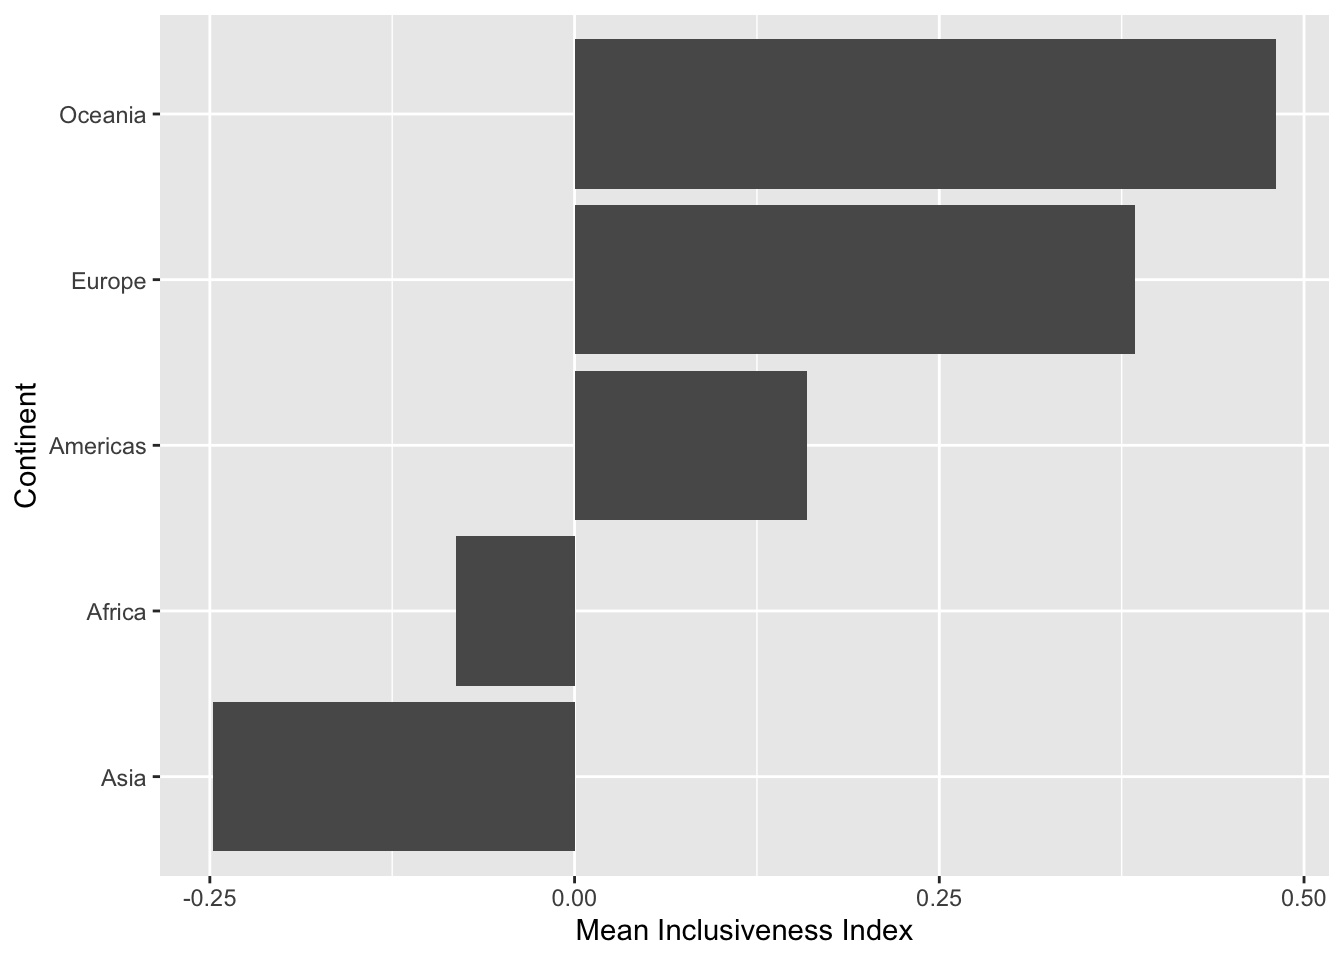 Oceania
Europe
Americas
Africa
Asia
Continent
-0.25 0.00 0.25 0.50
Mean Inclusiveness Index